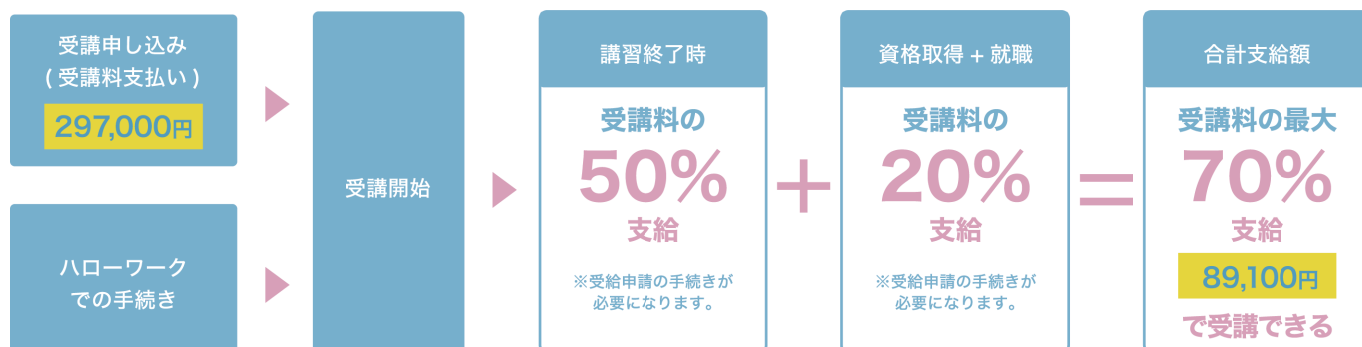 受講申し込み
(受講料支払い)
297,000円
ハローワーク
での手続き
受講開始
講習終了時
受講料の
50%
支給
※受給申請の手続きが
必要になります。
+
資格取得+就職
受講料の
20%
支給
※受給申請の手続きが
必要になります。
=
合計支給額
受講料の最大
70%
支給
89,100円
で受講できる